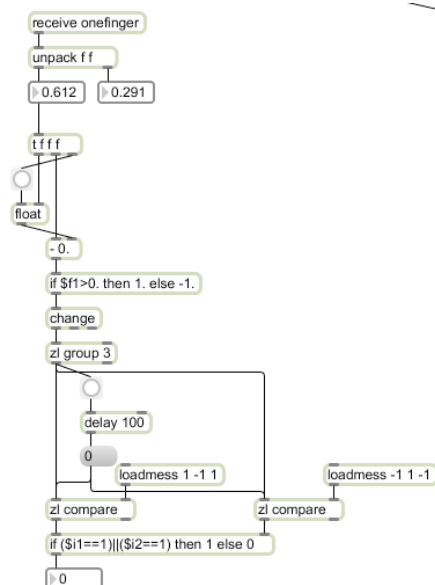 receive onefinger
unpack f f
0.612
0.291
t f f f
float
- 0.
if $f1>0. then 1. else -1.
change
zl group 3
delay 100
0
loadmess 1 -1 1
loadmess -1 1 -1
zl compare
zl compare
if ($i1==1)||($i2==1) then 1 else 0
0